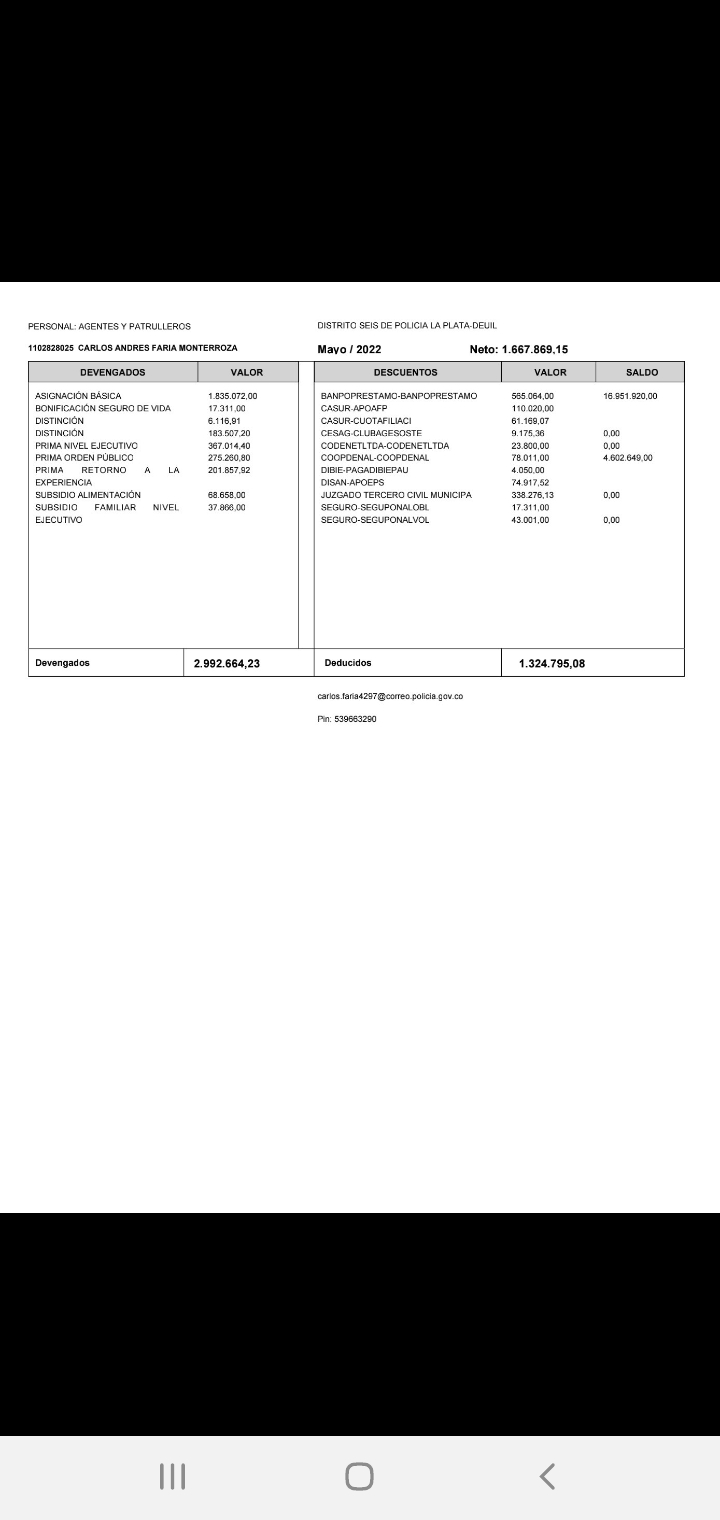 PERSONAL: AGENTES Y PATRULLEROS
DISTRITO SEIS DE POLICIA LA PLATA-DEUIL
1102828025 CARLOS ANDRES FARIA MONTERROZA
Mayo / 2022 Neto: 1.667.869,15
DEVENGADOS VALOR
ASIGNACIÓN BÁSICA 1.835.072,00
BONIFICACIÓN SEGURO DE VIDA 17.311,00
DISTINCIÓN 6.116,91
DISTINCIÓN 183.507,20
PRIMA NIVEL EJECUTIVO 367.014,40
PRIMA ORDEN PÚBLICO 275.260,80
PRIMA RETORNO A LA 201.857,92
EXPERIENCIA
SUBSIDIO ALIMENTACIÓN 68.658,00
SUBSIDIO FAMILIAR NIVEL 37.866,00
EJECUTIVO
DESCUENTOS VALOR SALDO
BANPOPRESTAMO-BANPOPRESTAMO 565.064,00 16.951.920,00
CASUR-APOAFP 110.020,00
CASUR-CUOTAFILIACI 61.169,07
CESAG-CLUBAGESOSTE 9.175,36 0,00
CODENETLTDA-CODENETLTDA 23.800,00 0,00
COOPDENAL-COOPDENAL 78.011,00 4.602.649,00
DIBIE-PAGADIBIEPAU 4.050,00
DISAN-APOEPS 74.917,52
JUZGADO TERCERO CIVIL MUNICIPA 338.276,13 0,00
SEGURO-SEGUPONALOBL 17.311,00
SEGURO-SEGUPONALVOL 43.001,00 0,00
Devengados 2.992.664,23
Deducidos 1.324.795,08
carlos.faria4297@correo.policia.gov.co
Pin: 539663290